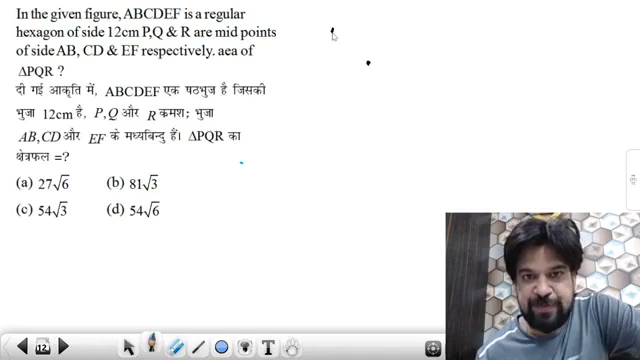 In the given figure, ABCDEF is a regular
hexagon of side 12cm P,Q & R are mid points
of side AB, CD & EF respectively. aea of
ΔPQR ?
दी गई आकृति में, ABCDEF एक षठभुज है जिसकी
भुजा 12cm है, P,Q और R क्रमश; भुजा
AB,CD और EF के मध्यबिन्दु हैं। ΔPQR का
क्षेत्रफल =?
(a) 27√6 (b) 81√3
(c) 54√3 (d) 54√6
12
T